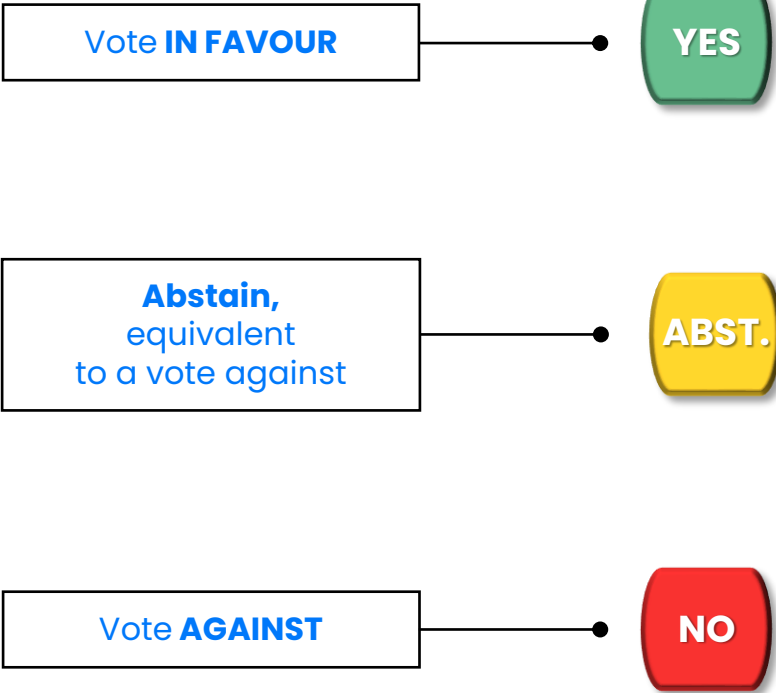 Vote IN FAVOUR
YES
Abstain,
equivalent
to a vote against
ABST.
Vote AGAINST
NO